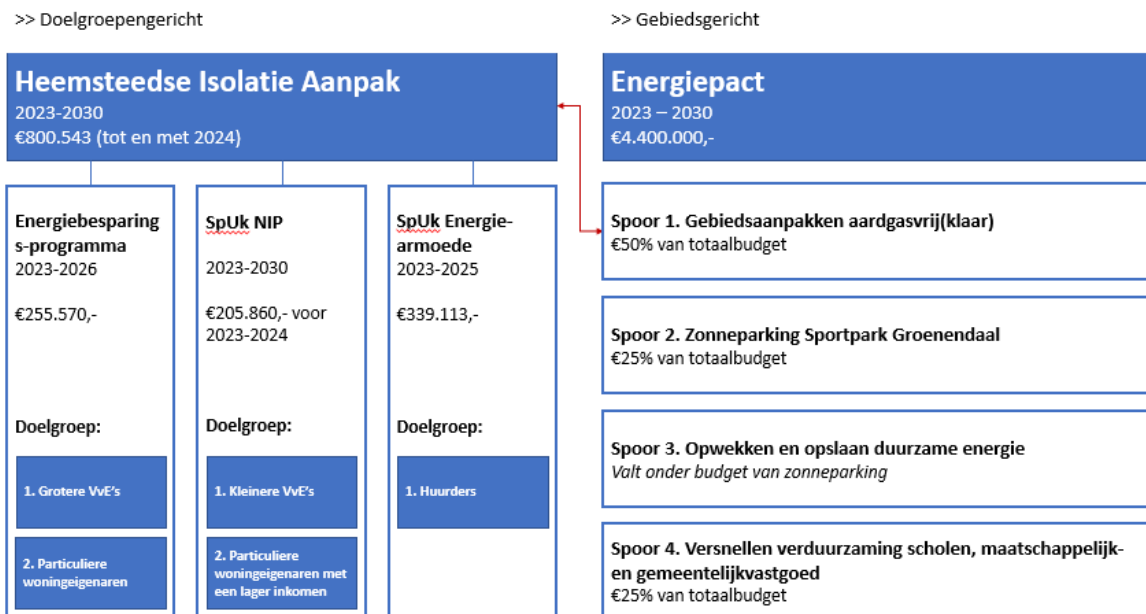 >> Doelgroepengericht
Heemsteedse Isolatie Aanpak
2023-2030
€800.543 (tot en met 2024)
Energiebesparing
s-programma
2023-2026
€255.570,-
Doelgroep:
1. Grotere VvE’s
2. Particuliere
woningeigenaren
SpUk NIP
2023-2030
€205.860,- voor
2023-2024
Doelgroep:
1. Kleinere VvE’s
2. Particuliere
woningeigenaren met
een lager inkomen
SpUk Energie-
armoede
2023-2025
€339.113,-
Doelgroep:
1. Huurders
>> Gebiedsgericht
Energiepact
2023 – 2030
€4.400.000,-
Spoor 1. Gebiedsaanpakken aardgasvrij(klaar)
€50% van totaalbudget
Spoor 2. Zonneparking Sportpark Groenendaal
€25% van totaalbudget
Spoor 3. Opwekken en opslaan duurzame energie
Valt onder budget van zonneparking
Spoor 4. Versnellen verduurzaming scholen, maatschappelijk-
en gemeentelijkvastgoed
€25% van totaalbudget